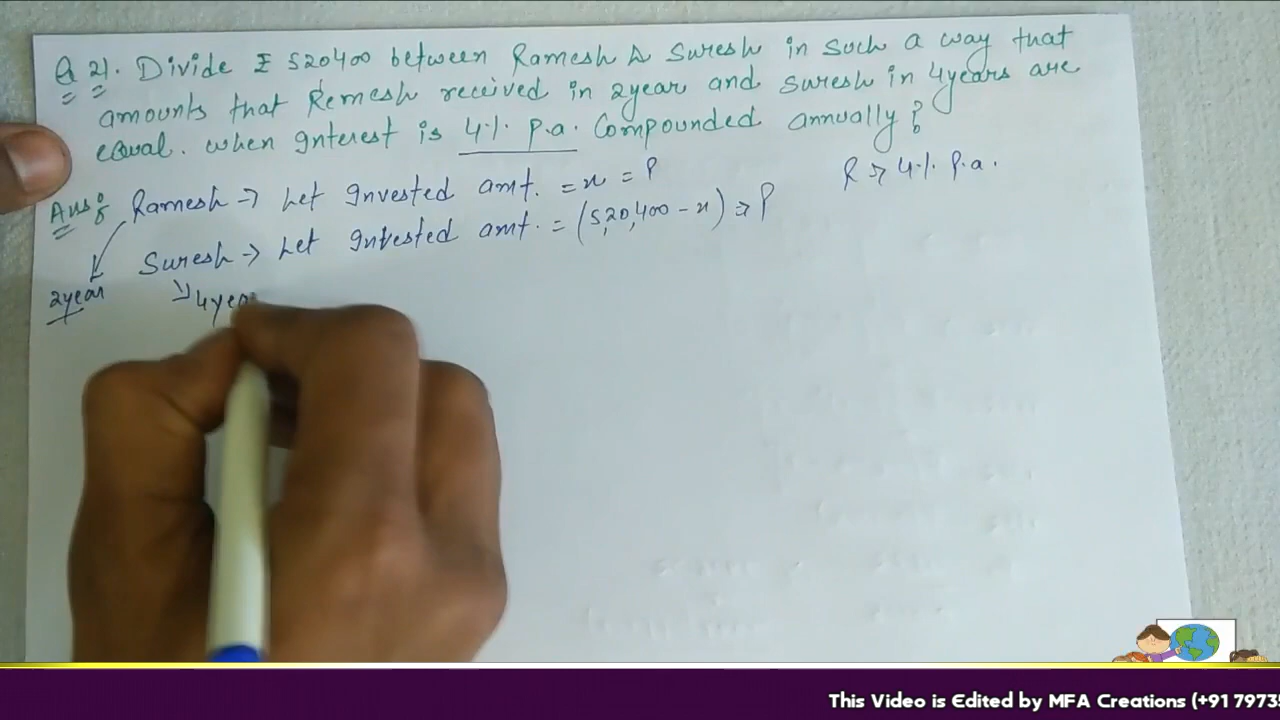 Q 21. Divide ₹ 520400 between Ramesh & Suresh in such a way that
amounts that Remesh received in 2year and Suresh in 4years are
equal. when Interest is 4% p.a. Compounded annually?
Ans: Ramesh → Let Invested amt. = x = P
R ⇒ 4% P.a.
Suresh → Let Invested amt. = (5,20,400 - x) ⇒ P
2year
4year
This Video is Edited by MFA Creations (+91 7973